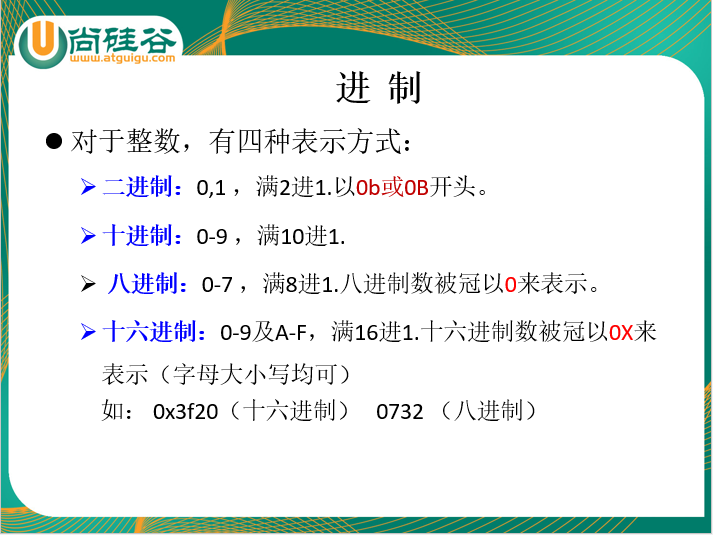 尚硅谷
www.atguigu.com
进 制
● 对于整数，有四种表示方式：
➢ 二进制：0,1 ，满2进1.以0b或0B开头。
➢ 十进制：0-9 ，满10进1.
➢ 八进制：0-7 ，满8进1.八进制数被冠以0来表示。
➢ 十六进制：0-9及A-F，满16进1.十六进制数被冠以0X来
表示（字母大小写均可）
如： 0x3f20（十六进制） 0732 （八进制）